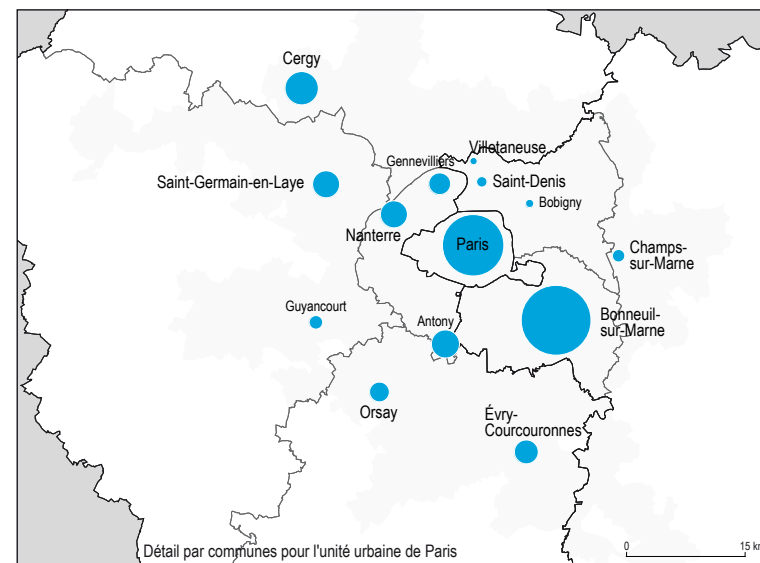 Cergy
Villetaneuse
Gennevilliers
Saint-Germain-en-Laye
Saint-Denis
Bobigny
Nanterre
Paris
Champs-
sur-Marne
Guyancourt
Antony
Bonneuil-
sur-Marne
Orsay
Évry-
Courcouronnes
Détail par communes pour l'unité urbaine de Paris
0
15 km